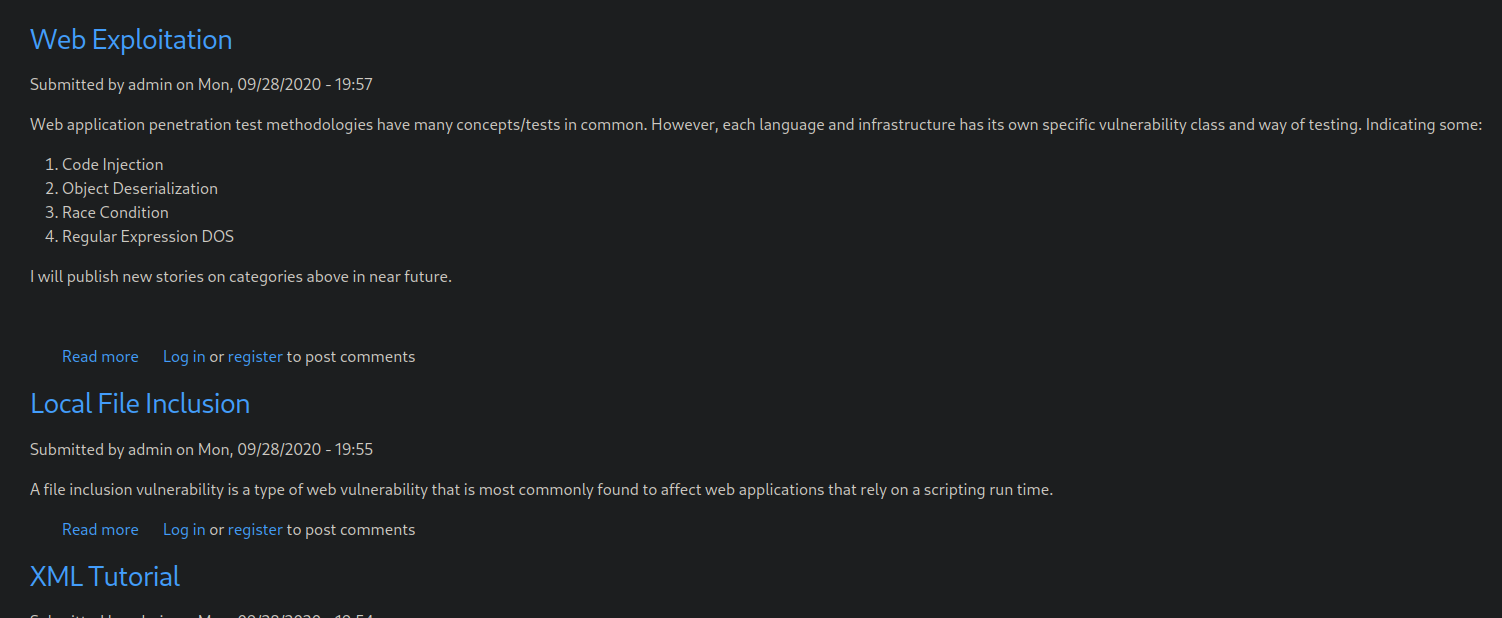 Web Exploitation
Submitted by admin on Mon, 09/28/2020 - 19:57
Web application penetration test methodologies have many concepts/tests in common. However, each language and infrastructure has its own specific vulnerability class and way of testing. Indicating some:
1. Code Injection
2. Object Deserialization
3. Race Condition
4. Regular Expression DOS
I will publish new stories on categories above in near future.
Read more Log in or register to post comments
Local File Inclusion
Submitted by admin on Mon, 09/28/2020 - 19:55
A file inclusion vulnerability is a type of web vulnerability that is most commonly found to affect web applications that rely on a scripting run time.
Read more Log in or register to post comments
XML Tutorial